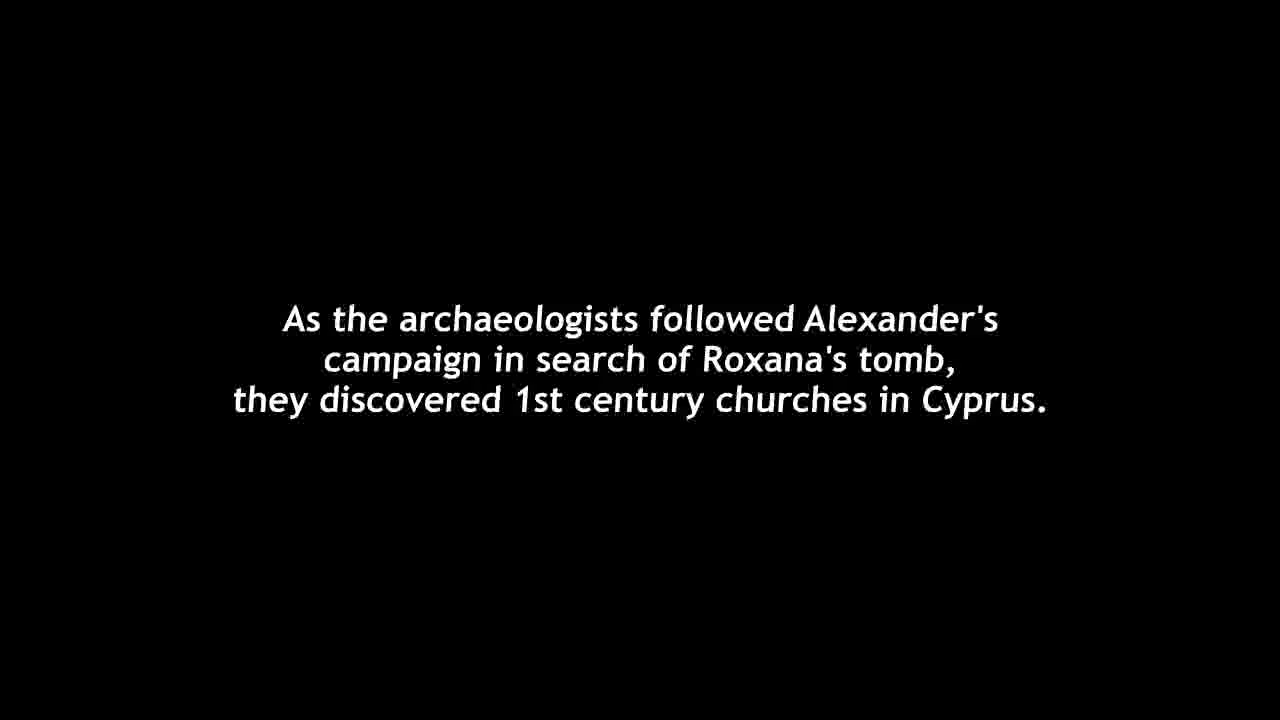 As the archaeologists followed Alexander's
campaign in search of Roxana's tomb,
they discovered 1st century churches in Cyprus.